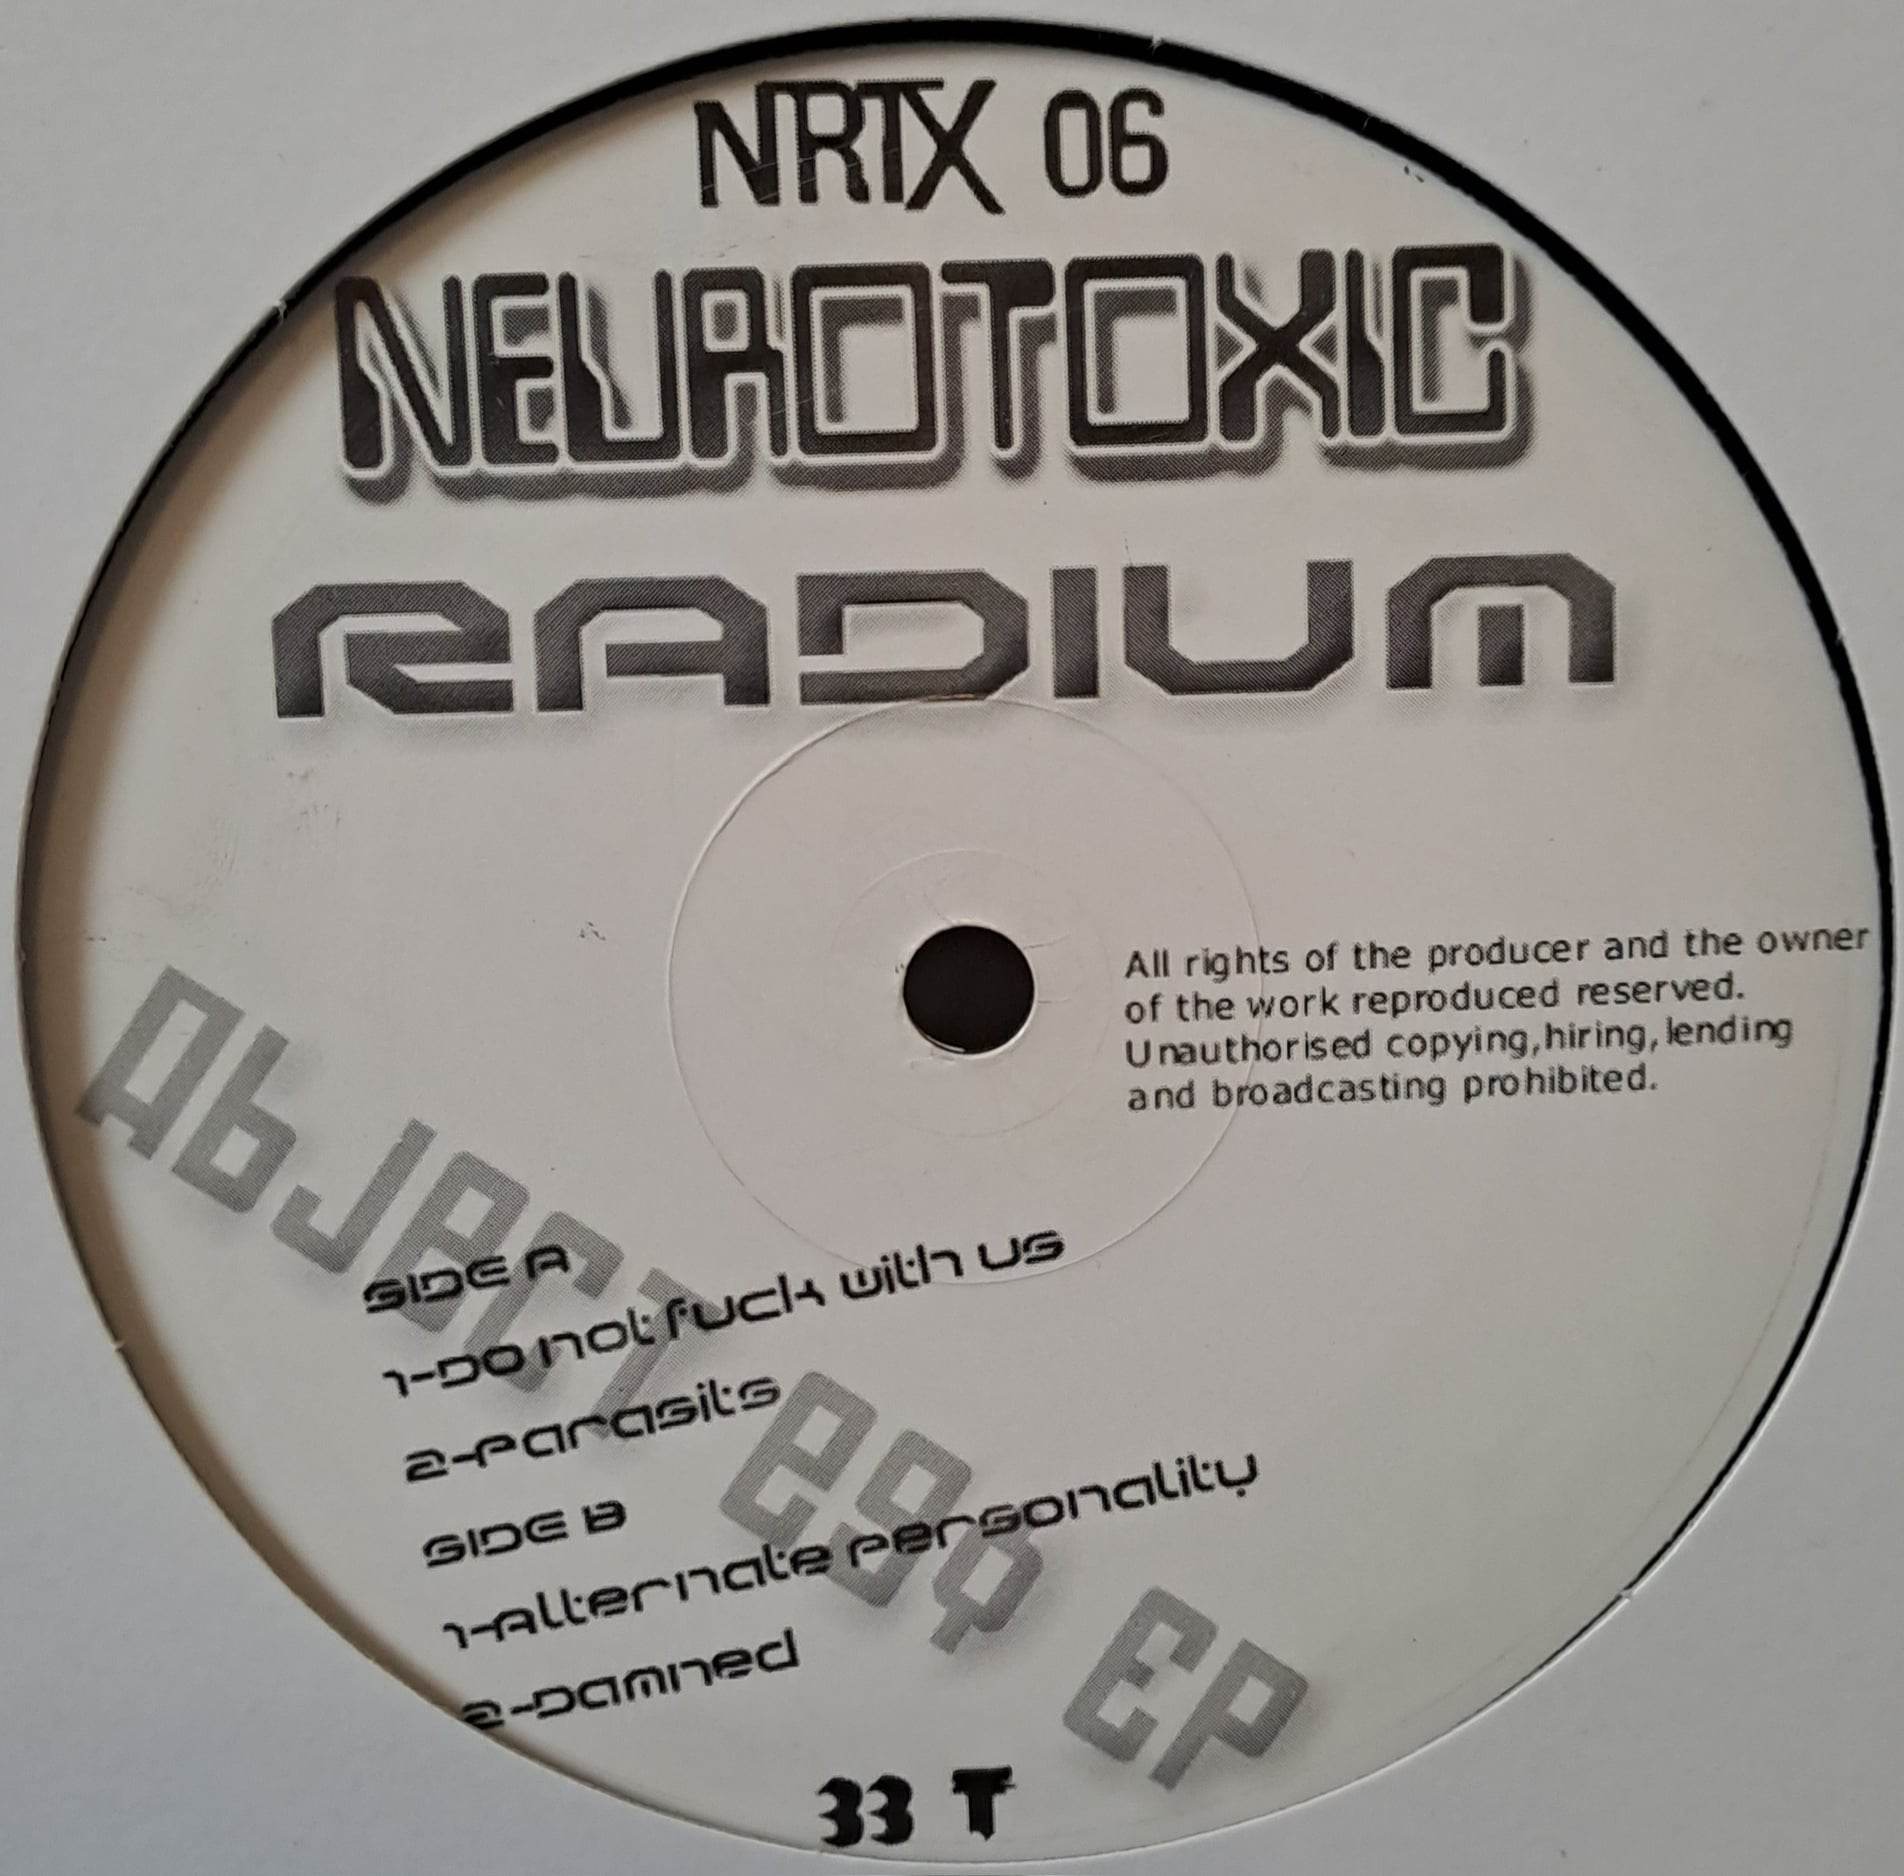 NRTX 06
NEUROTOXIC
RADIUM
All rights of the producer and the owner
of the work reproduced reserved.
Unauthorised copying, hiring, lending
and broadcasting prohibited.
Abject ego EP
SIDE A
1-Do not fuck with us
2-Parasits
SIDE B
1-Alternate Personality
2-Damned
33 T